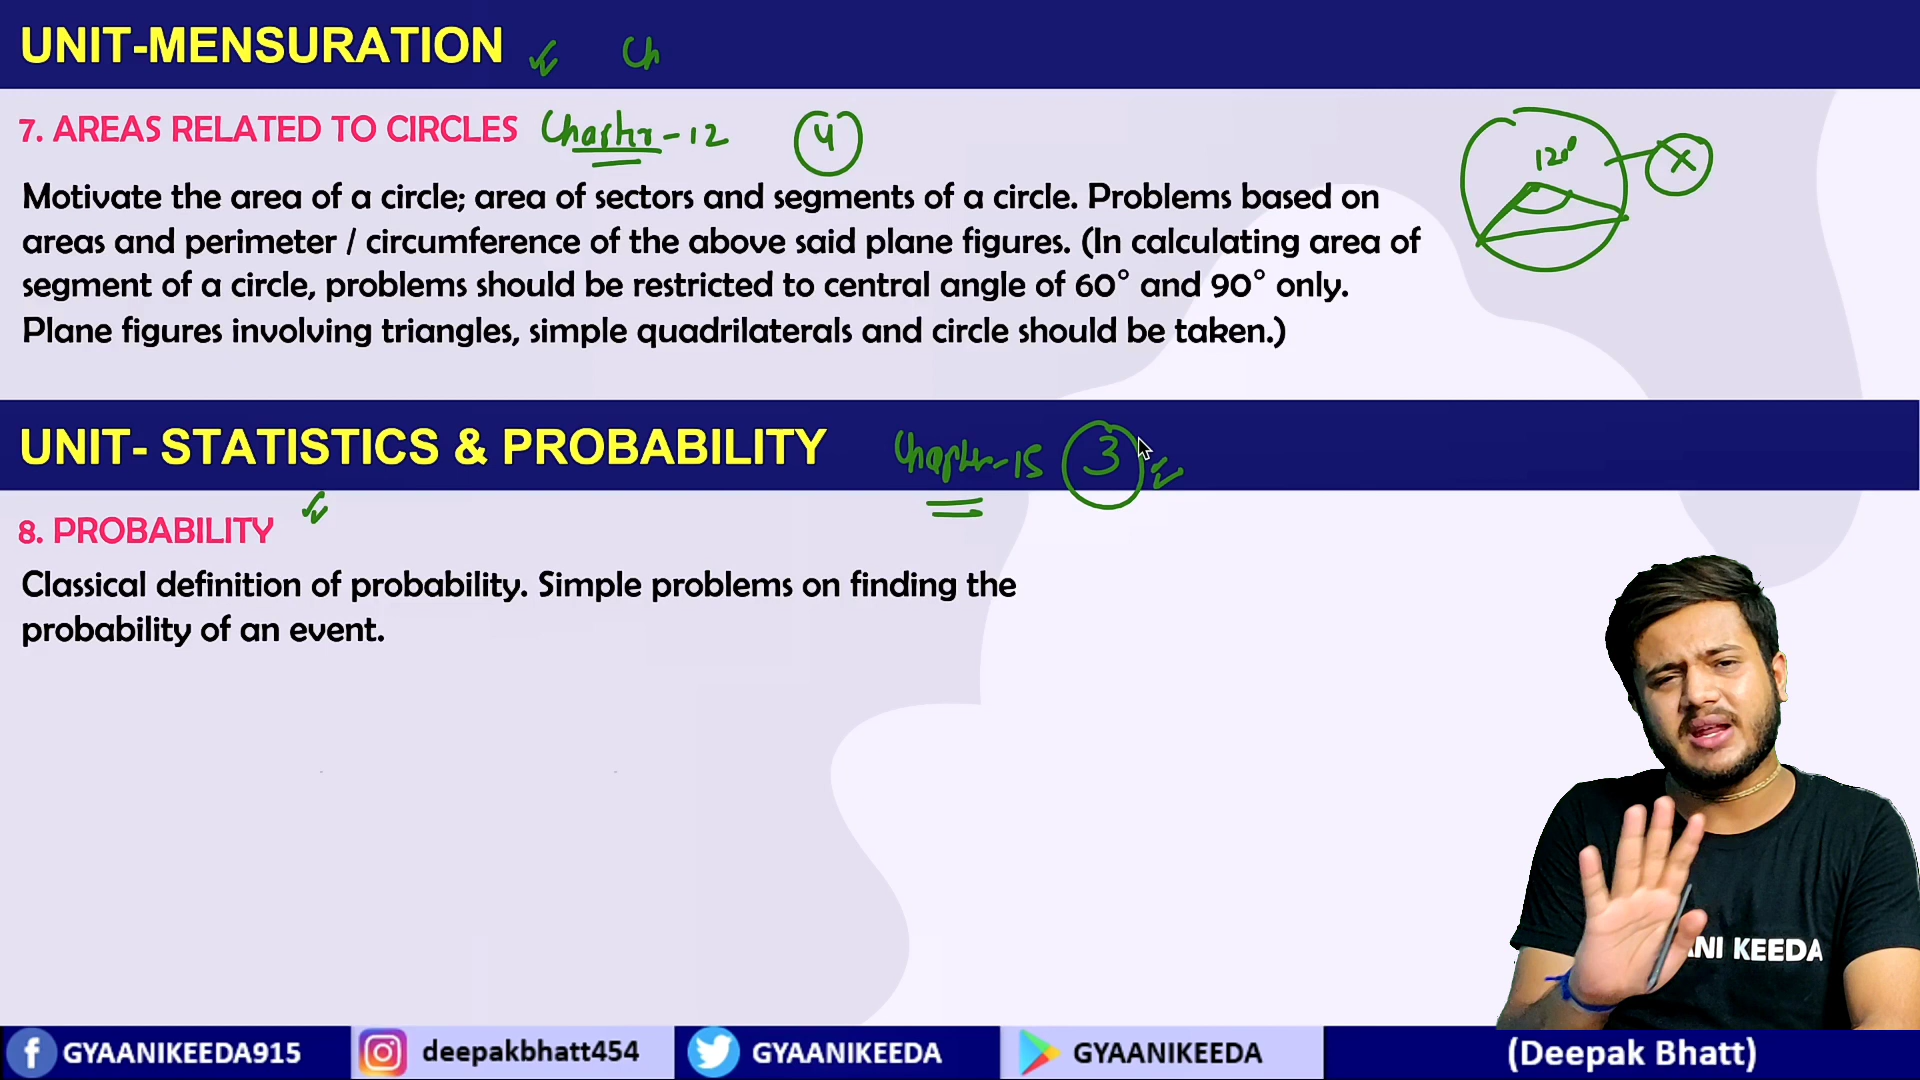 UNIT-MENSURATION Ch
7. AREAS RELATED TO CIRCLES Chapter-12 4
120°
X
Motivate the area of a circle; area of sectors and segments of a circle. Problems based on
areas and perimeter / circumference of the above said plane figures. (In calculating area of
segment of a circle, problems should be restricted to central angle of 60° and 90° only.
Plane figures involving triangles, simple quadrilaterals and circle should be taken.)
UNIT- STATISTICS & PROBABILITY Chapter-15 3
8. PROBABILITY
Classical definition of probability. Simple problems on finding the
probability of an event.
ANI KEEDA
GYAANIKEEDA915 deepakbhatt454 GYAANIKEEDA GYAANIKEEDA (Deepak Bhatt)